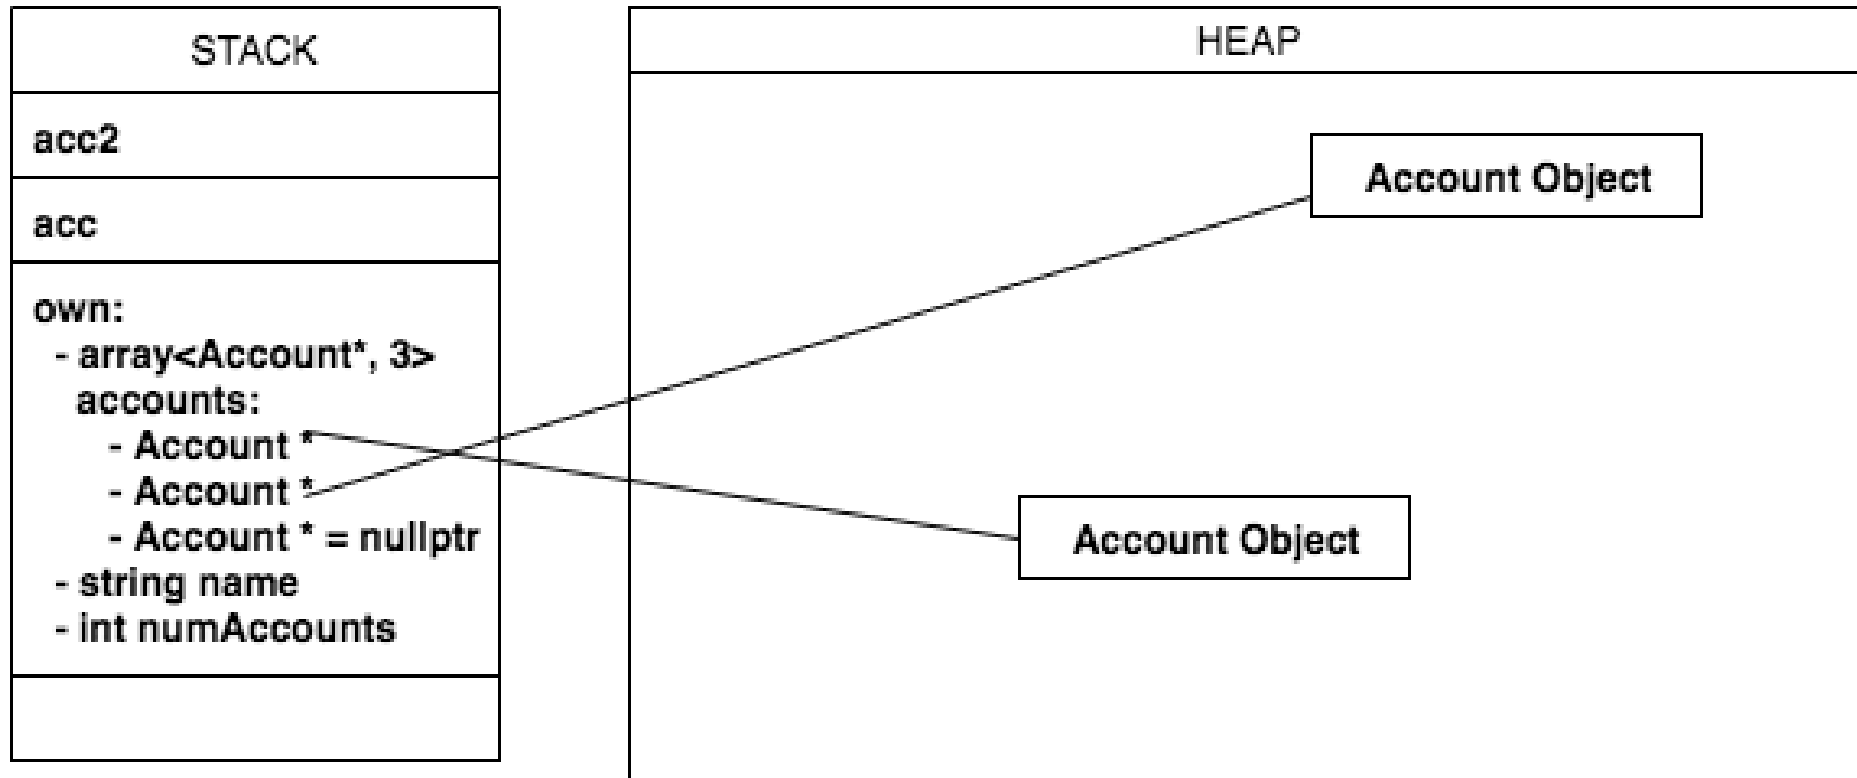 STACK
acc2
acc
own:
- array<Account*, 3>
accounts:
- Account *
- Account *
- Account * = nullptr
- string name
- int numAccounts
HEAP
Account Object
Account Object